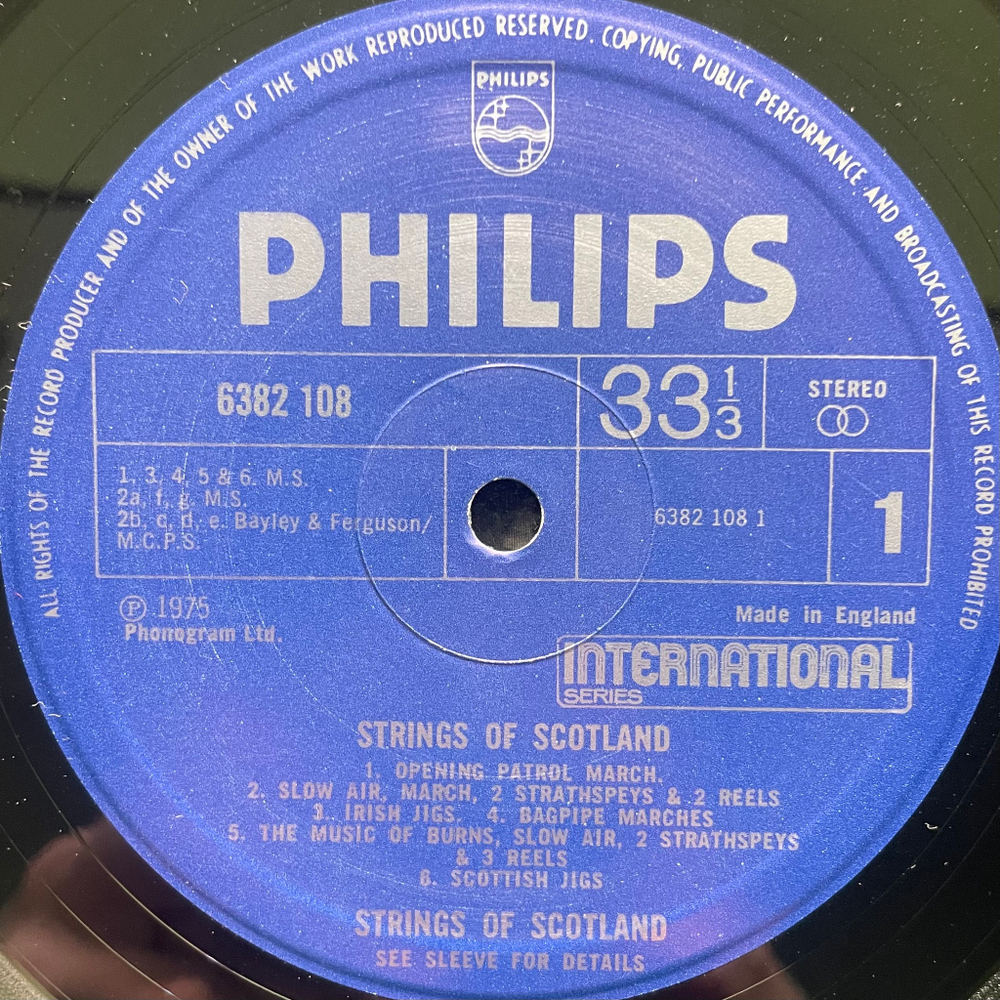 ALL RIGHTS OF THE RECORD PRODUCER AND OF THE OWNER OF THE WORK REPRODUCED RESERVED. COPYING, PUBLIC PERFORMANCE AND BROADCASTING OF THIS RECORD PROHIBITED
PHILIPS
PHILIPS
6382 108
33 1/3
STEREO
1, 3, 4, 5 & 6. M.S.
2a, f, g. M.S.
2b, c, d, e. Bayley & Ferguson/
M.C.P.S.
6382 108 1
1
Ⓟ 1975
Phonogram Ltd.
Made in England
INTERNATIONAL
SERIES
STRINGS OF SCOTLAND
1. OPENING PATROL MARCH.
2. SLOW AIR, MARCH, 2 STRATHSPEYS & 2 REELS
3. IRISH JIGS. 4. BAGPIPE MARCHES
5. THE MUSIC OF BURNS, SLOW AIR, 2 STRATHSPEYS
& 3 REELS
6. SCOTTISH JIGS
STRINGS OF SCOTLAND
SEE SLEEVE FOR DETAILS